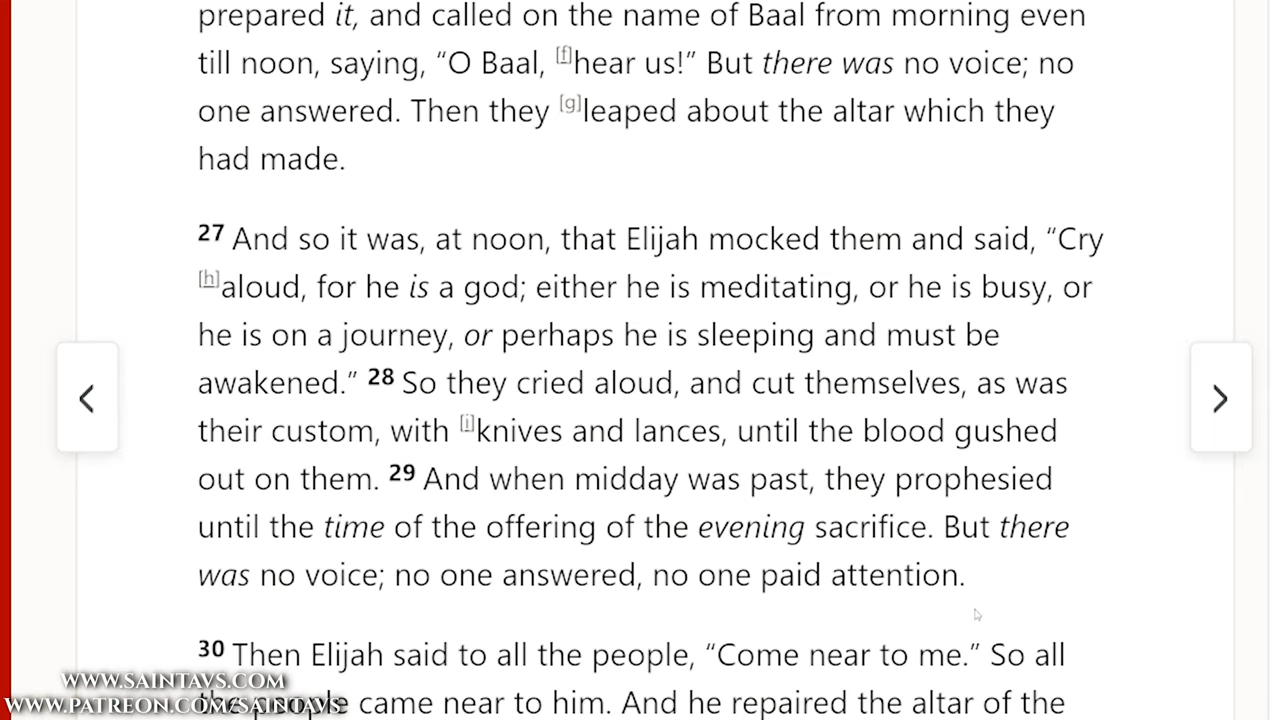 prepared it, and called on the name of Baal from morning even
till noon, saying, “O Baal, [f]hear us!” But there was no voice; no
one answered. Then they [g]leaped about the altar which they
had made.
27 And so it was, at noon, that Elijah mocked them and said, “Cry
[h]aloud, for he is a god; either he is meditating, or he is busy, or
he is on a journey, or perhaps he is sleeping and must be
awakened.” 28 So they cried aloud, and cut themselves, as was
their custom, with [i]knives and lances, until the blood gushed
out on them. 29 And when midday was past, they prophesied
until the time of the offering of the evening sacrifice. But there
was no voice; no one answered, no one paid attention.
30 Then Elijah said to all the people, “Come near to me.” So all
the people came near to him. And he repaired the altar of the
WWW.SAINTAVS.COM
WWW.PATREON.COM/SAINTAVS